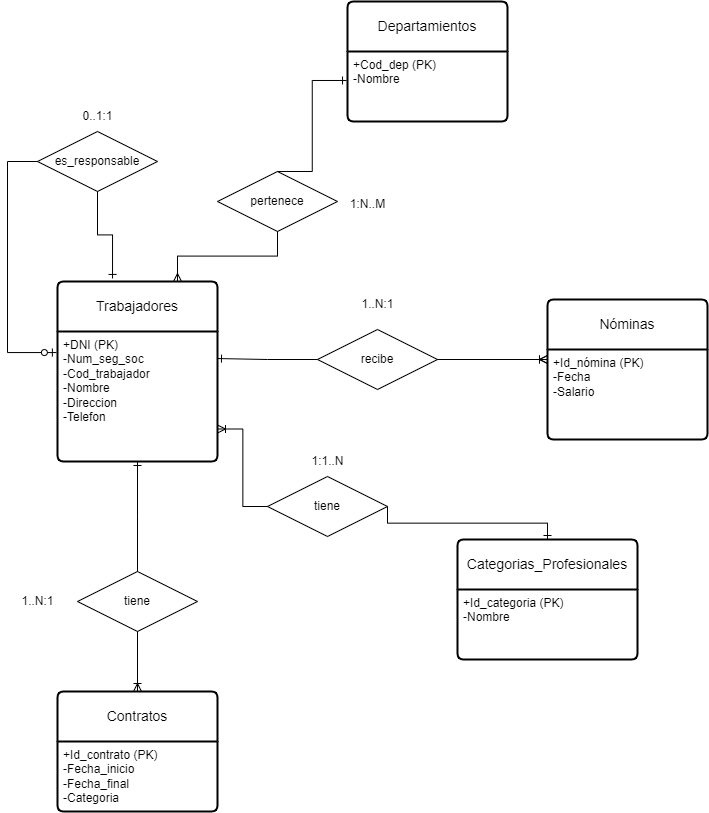 Departamientos
+Cod_dep (PK)
-Nombre
0..1:1
es_responsable
pertenece
1:N..M
Trabajadores
+DNI (PK)
-Num_seg_soc
-Cod_trabajador
-Nombre
-Direccion
-Telefon
1..N:1
recibe
Nóminas
+Id_nómina (PK)
-Fecha
-Salario
1:1..N
tiene
Categorias_Profesionales
+Id_categoria (PK)
-Nombre
1..N:1
tiene
Contratos
+Id_contrato (PK)
-Fecha_inicio
-Fecha_final
-Categoria